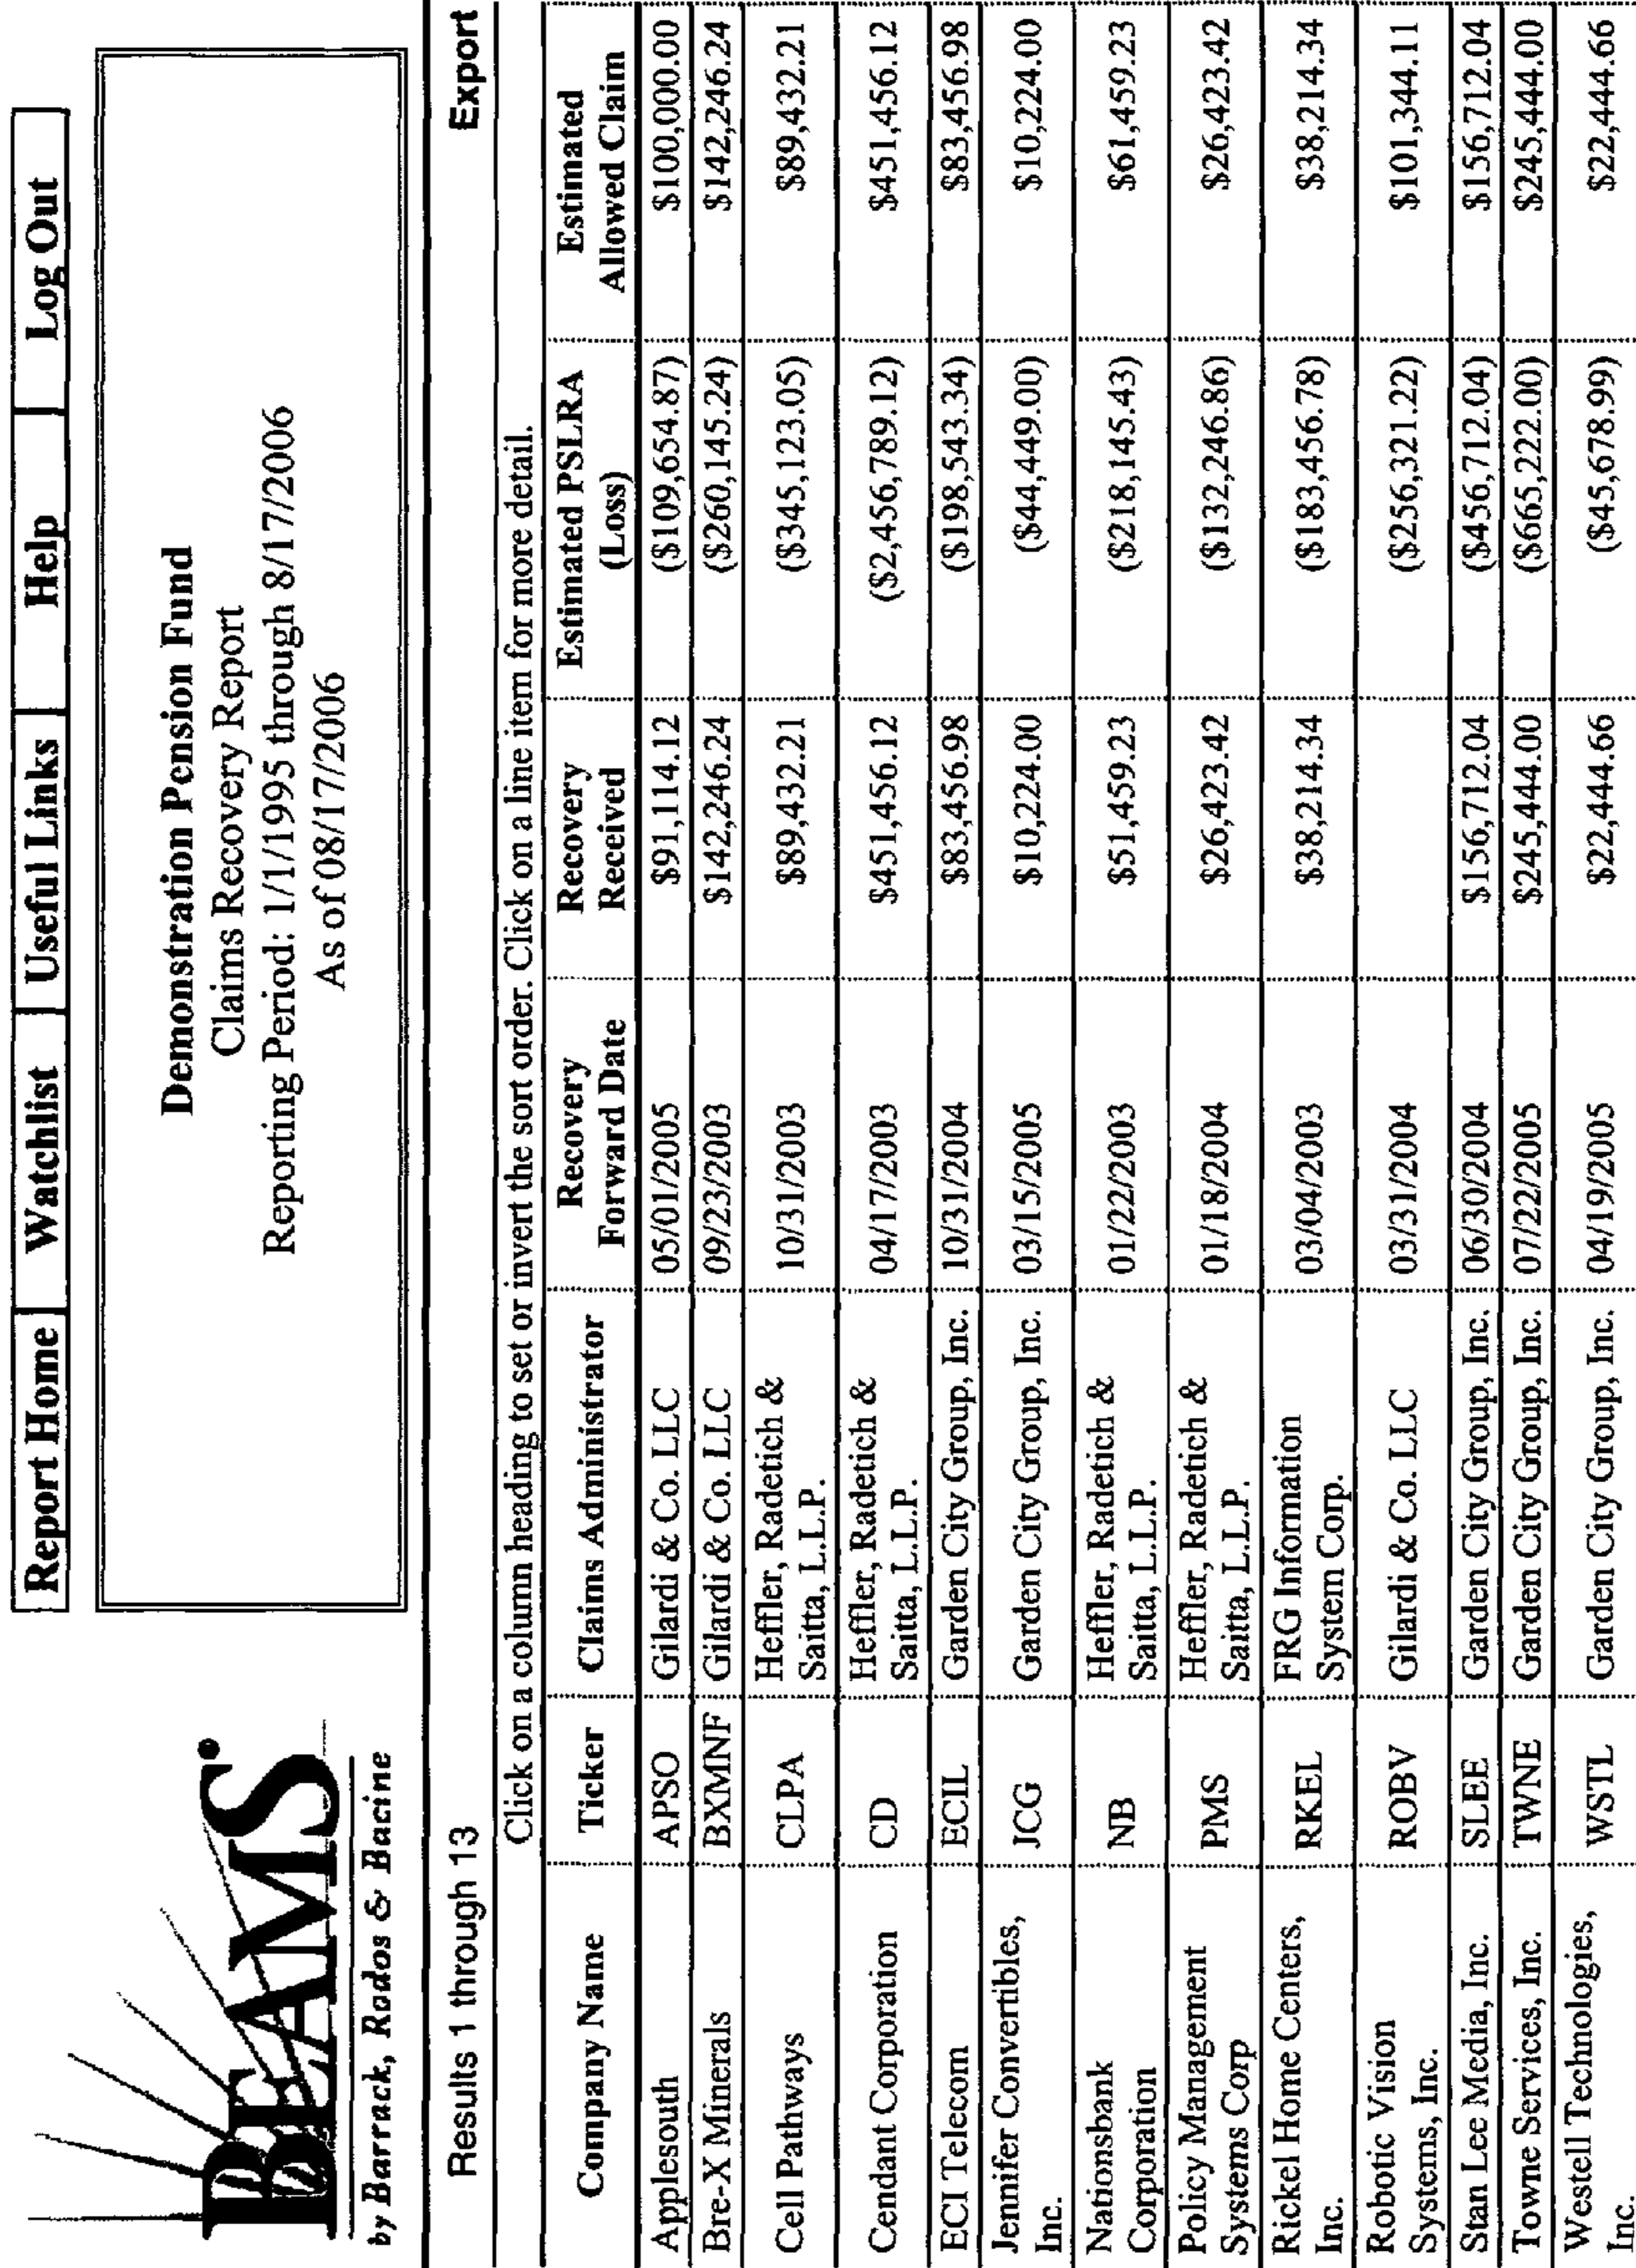 BEAMS
by Barrack, Rodos & Bacine
Report Home Watchlist Useful Links Help Log Out
Demonstration Pension Fund
Claims Recovery Report
Reporting Period: 1/1/1995 through 8/17/2006
As of 08/17/2006
Results 1 through 13 Export
Click on a column heading to set or invert the sort order. Click on a line item for more detail.
Company Name Ticker Claims Administrator Recovery Forward Date Recovery Received Estimated PSLRA (Loss) Estimated Allowed Claim
Applesouth APSO Gilardi & Co. LLC 05/01/2005 $91,114.12 ($109,654.87) $100,000.00
Bre-X Minerals BXMNF Gilardi & Co. LLC 09/23/2003 $142,246.24 ($260,145.24) $142,246.24
Cell Pathways CLPA Heffler, Radetich & Saitta, L.L.P. 10/31/2003 $89,432.21 ($345,123.05) $89,432.21
Cendant Corporation CD Heffler, Radetich & Saitta, L.L.P. 04/17/2003 $451,456.12 ($2,456,789.12) $451,456.12
ECI Telecom ECIL Garden City Group, Inc. 10/31/2004 $83,456.98 ($198,543.34) $83,456.98
Jennifer Convertibles, Inc. JCG Garden City Group, Inc. 03/15/2005 $10,224.00 ($44,449.00) $10,224.00
Nationsbank Corporation NB Heffler, Radetich & Saitta, L.L.P. 01/22/2003 $51,459.23 ($218,145.43) $61,459.23
Policy Management Systems Corp PMS Heffler, Radetich & Saitta, L.L.P. 01/18/2004 $26,423.42 ($132,246.86) $26,423.42
Rickel Home Centers, Inc. RKEL FRG Information System Corp. 03/04/2003 $38,214.34 ($183,456.78) $38,214.34
Robotic Vision Systems, Inc. ROBV Gilardi & Co. LLC 03/31/2004 ($256,321.22) $101,344.11
Stan Lee Media, Inc. SLEE Garden City Group, Inc. 06/30/2004 $156,712.04 ($456,712.04) $156,712.04
Towne Services, Inc. TWNE Garden City Group, Inc. 07/22/2005 $245,444.00 ($665,222.00) $245,444.00
Westell Technologies, Inc. WSTL Garden City Group, Inc. 04/19/2005 $22,444.66 ($45,678.99) $22,444.66